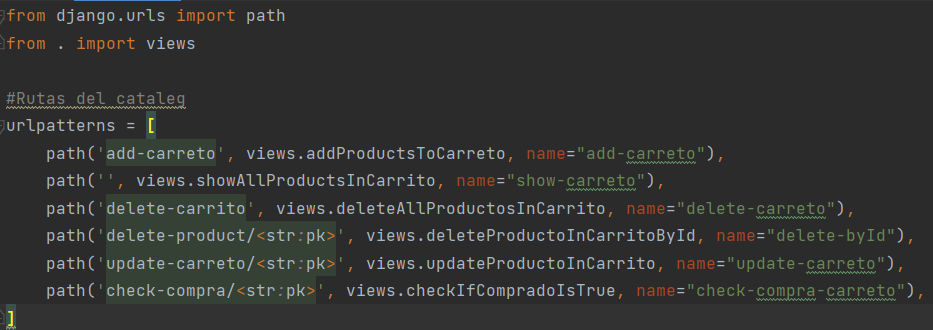 from django.urls import path
from . import views
#Rutas del cataleg
urlpatterns = [
path('add-carreto', views.addProductsToCarreto, name="add-carreto"),
path('', views.showAllProductsInCarrito, name="show-carreto"),
path('delete-carrito', views.deleteAllProductosInCarrito, name="delete-carreto"),
path('delete-product/<str:pk>', views.deleteProductoInCarritoById, name="delete-byId"),
path('update-carreto/<str:pk>', views.updateProductoInCarrito, name="update-carreto"),
path('check-compra/<str:pk>', views.checkIfCompradoIsTrue, name="check-compra-carreto"),
]